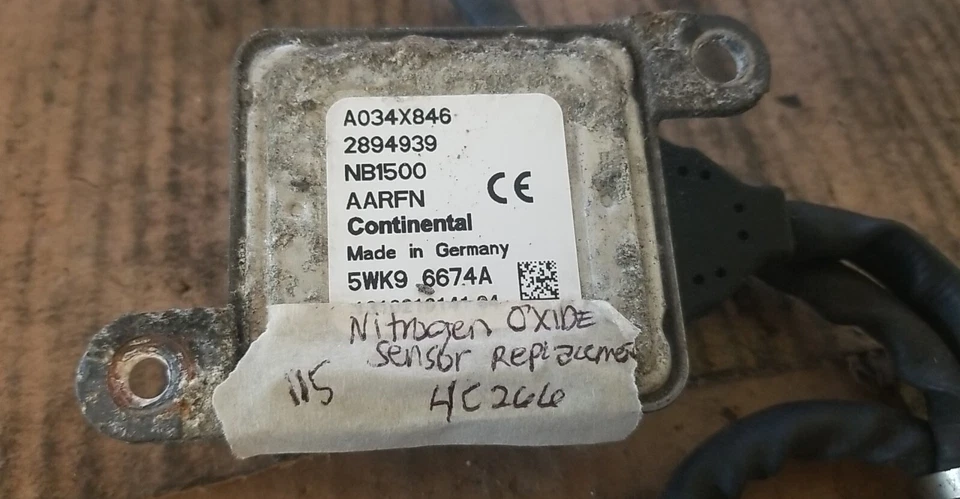 A034X846
2894939
NB1500
AARFN
CE
Continental
Made in Germany
5WK9 6674A
Nitrogen OXIDE
Sensor Replacemen
115
4C266